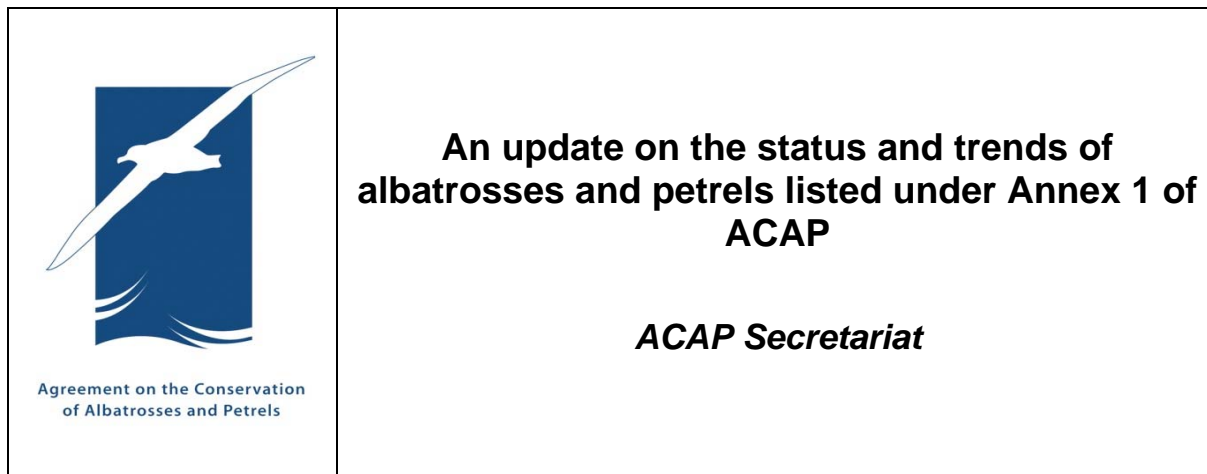 Agreement on the Conservation
of Albatrosses and Petrels
An update on the status and trends of
albatrosses and petrels listed under Annex 1 of
ACAP
ACAP Secretariat